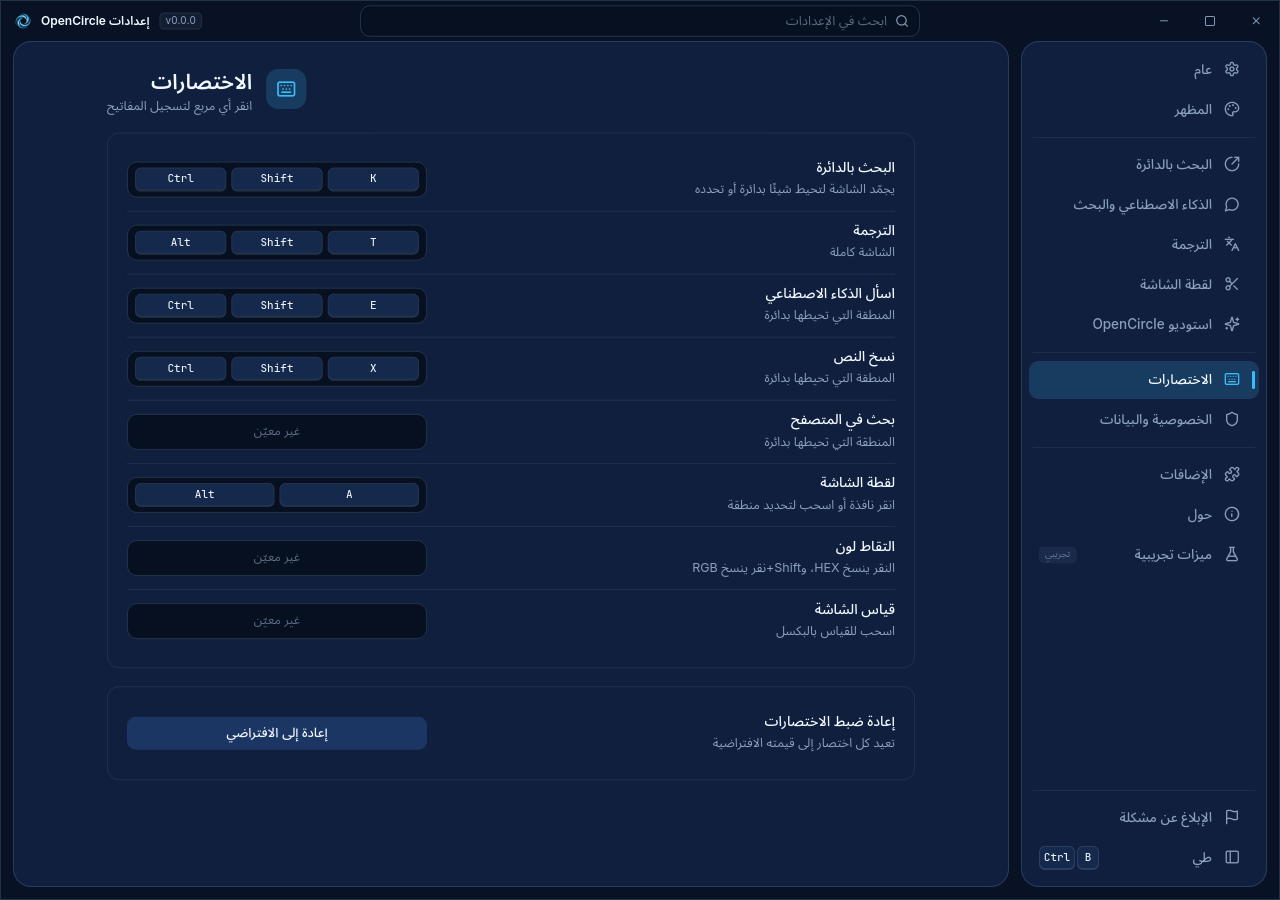 إعدادات OpenCircle
v0.0.0
ابحث في الإعدادات
عام
المظهر
البحث بالدائرة
الذكاء الاصطناعي والبحث
الترجمة
لقطة الشاشة
استوديو OpenCircle
الاختصارات
الخصوصية والبيانات
الإضافات
حول
ميزات تجريبية
تجريبي
الإبلاغ عن مشكلة
طي
Ctrl B
الاختصارات
انقر أي مربع لتسجيل المفاتيح
البحث بالدائرة
يجمّد الشاشة لتحيط شيئًا بدائرة أو تحدده
Ctrl Shift K
الترجمة
الشاشة كاملة
Alt Shift T
اسأل الذكاء الاصطناعي
المنطقة التي تحيطها بدائرة
Ctrl Shift E
نسخ النص
المنطقة التي تحيطها بدائرة
Ctrl Shift X
بحث في المتصفح
المنطقة التي تحيطها بدائرة
غير معيّن
لقطة الشاشة
انقر نافذة أو اسحب لتحديد منطقة
Alt A
التقاط لون
النقر ينسخ HEX، وShift+نقر ينسخ RGB
غير معيّن
قياس الشاشة
اسحب للقياس بالبكسل
غير معيّن
إعادة ضبط الاختصارات
تعيد كل اختصار إلى قيمته الافتراضية
إعادة إلى الافتراضي